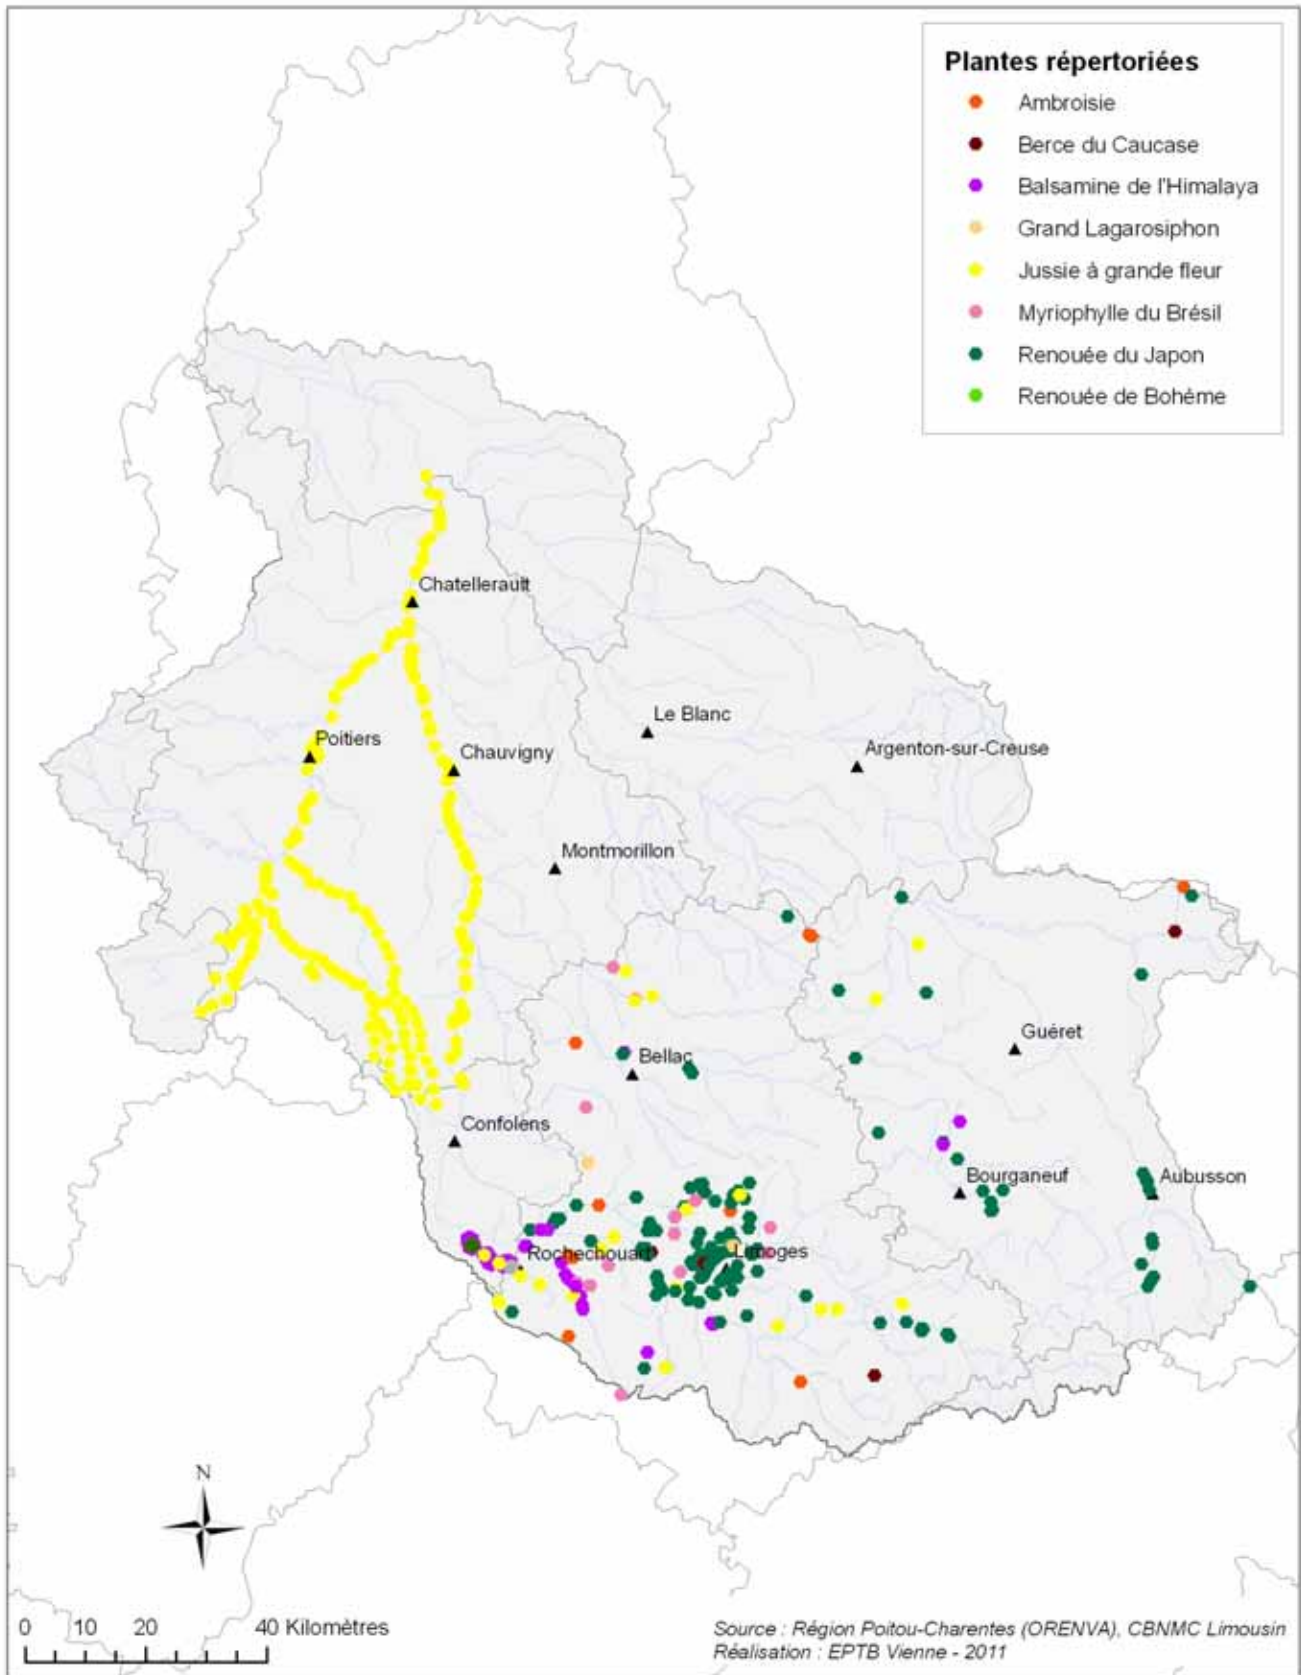 Plantes répertoriées
Ambroisie
Berce du Caucase
Balsamine de l'Himalaya
Grand Lagarosiphon
Jussie à grande fleur
Myriophylle du Brésil
Renouée du Japon
Renouée de Bohême
Chatellerault
Le Blanc
Poitiers
Chauvigny
Argenton-sur-Creuse
Montmorillon
Guéret
Bellac
Confolens
Bourganeuf
Aubusson
Rochechouart
Limoges
N
0 10 20 40 Kilomètres
Source : Région Poitou-Charentes (ORENVA), CBNMC Limousin
Réalisation : EPTB Vienne - 2011